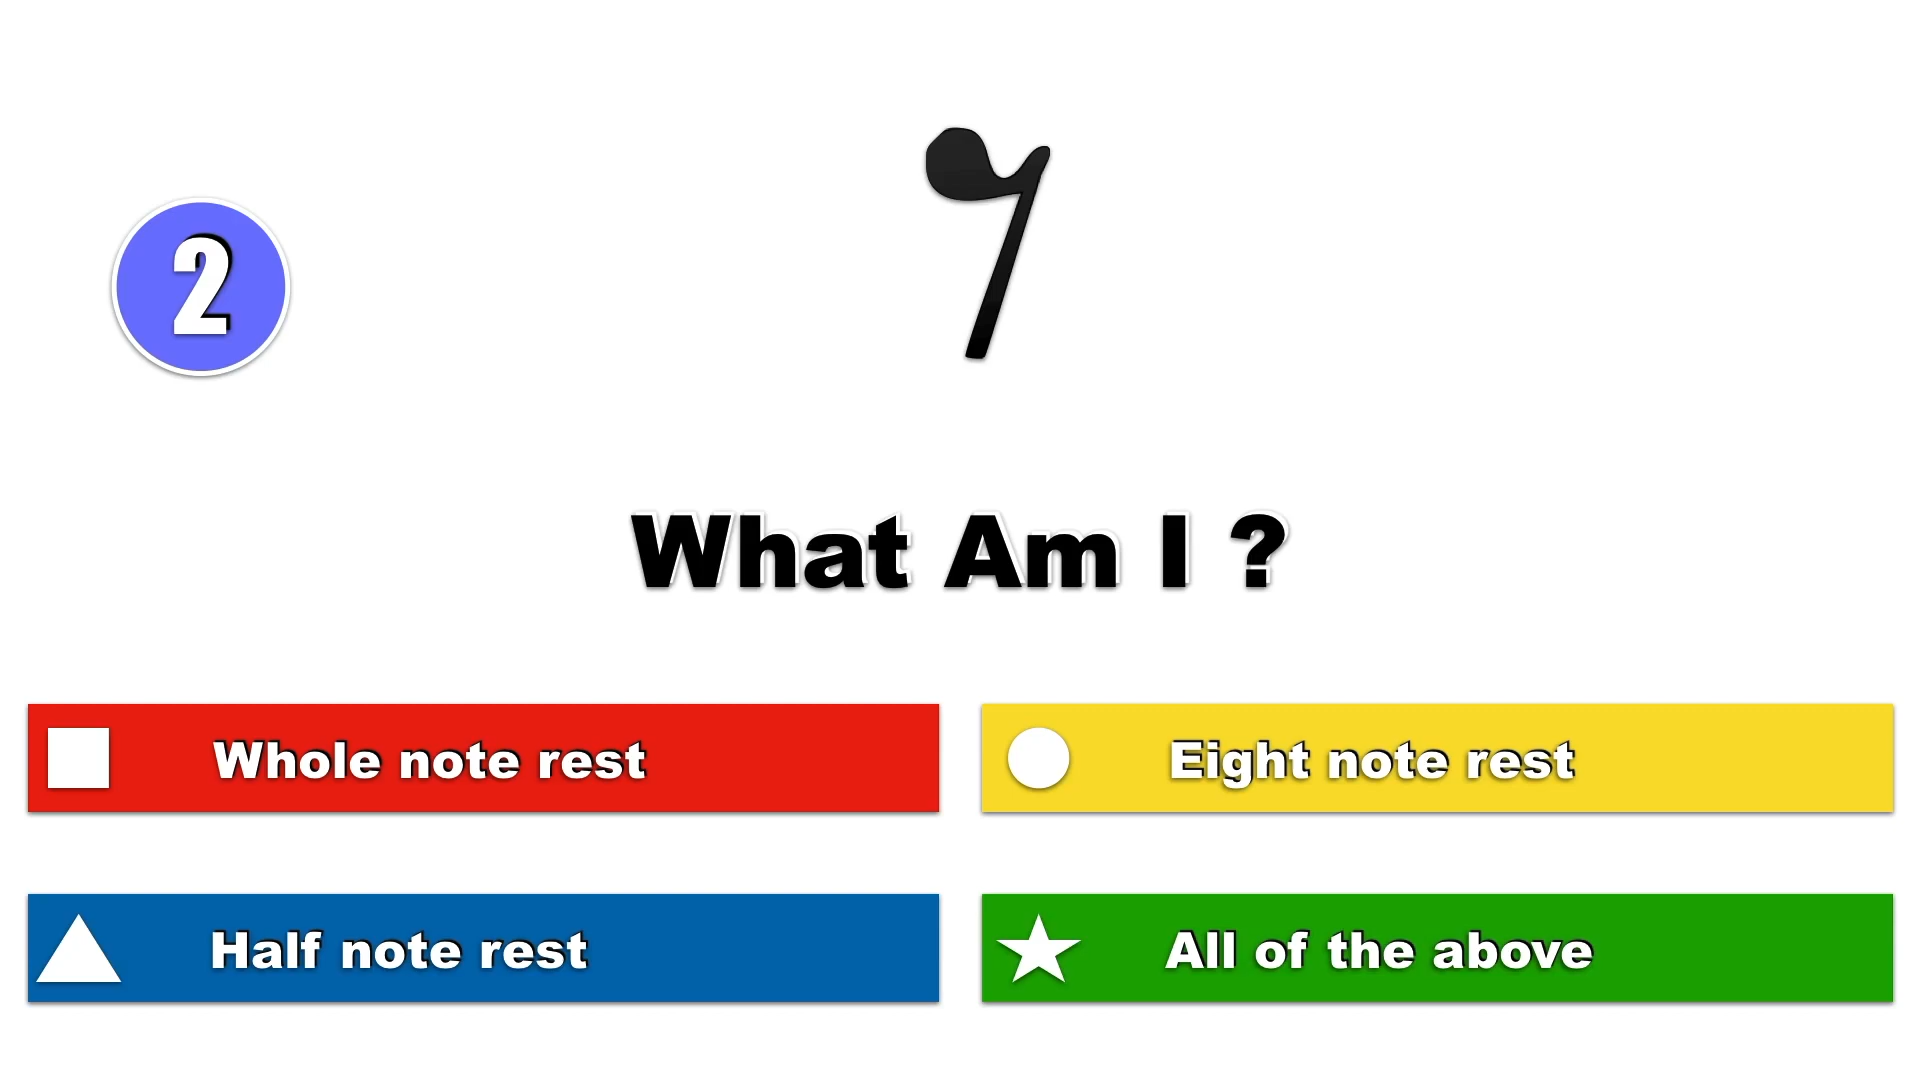 2
What Am I ?
Whole note rest
Eight note rest
Half note rest
All of the above